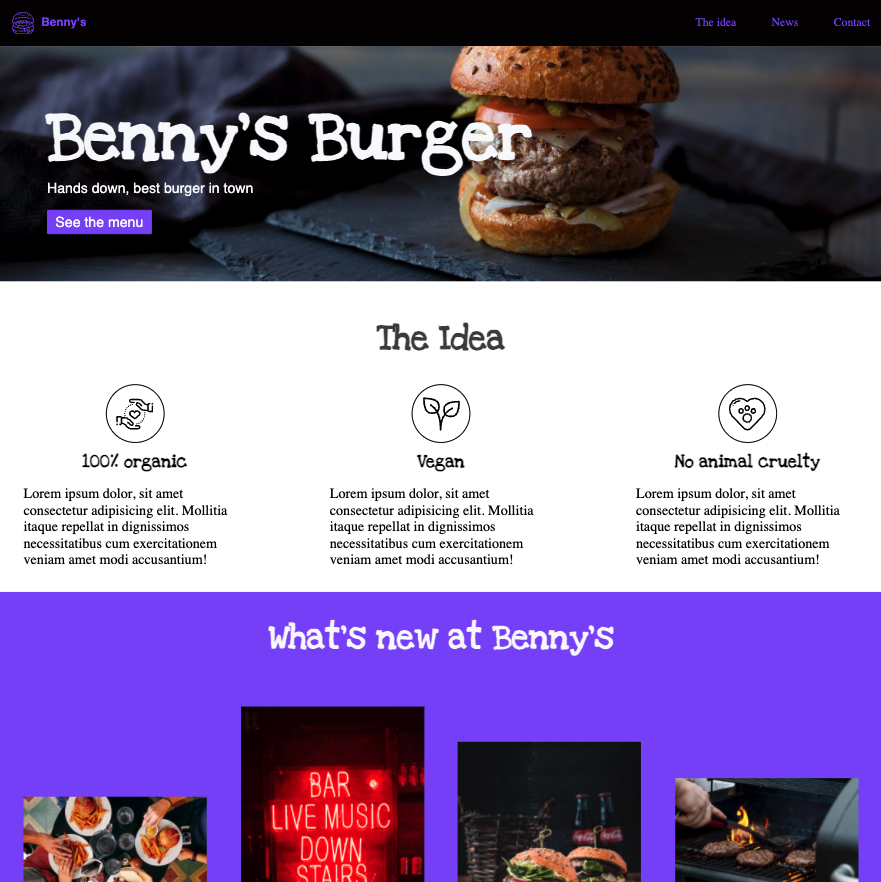 Benny's
The idea
News
Contact
Benny's Burger
Hands down, best burger in town
See the menu
The Idea
100% organic
Lorem ipsum dolor, sit amet
consectetur adipisicing elit. Mollitia
itaque repellat in dignissimos
necessitatibus cum exercitationem
veniam amet modi accusantium!
Vegan
Lorem ipsum dolor, sit amet
consectetur adipisicing elit. Mollitia
itaque repellat in dignissimos
necessitatibus cum exercitationem
veniam amet modi accusantium!
No animal cruelty
Lorem ipsum dolor, sit amet
consectetur adipisicing elit. Mollitia
itaque repellat in dignissimos
necessitatibus cum exercitationem
veniam amet modi accusantium!
What's new at Benny's
BAR
LIVE MUSIC
DOWN
STAIRS